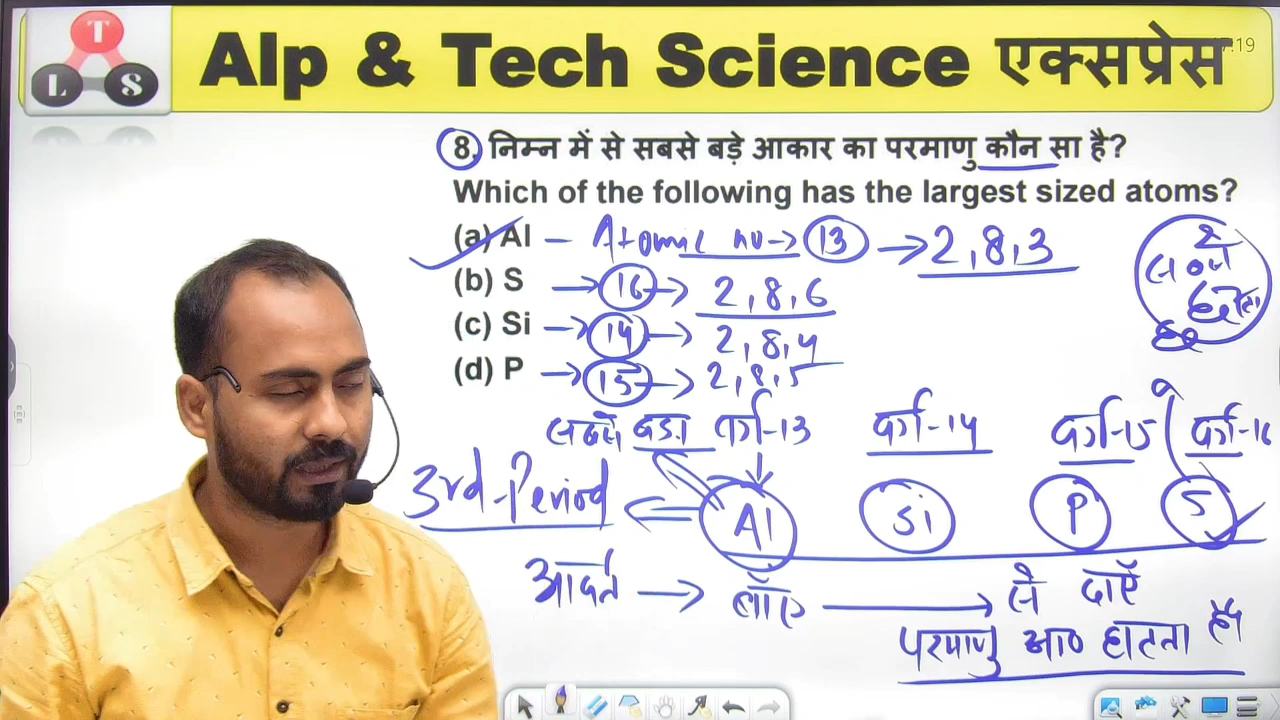 T
L S
Alp & Tech Science एक्सप्रेस
:19
8. निम्न में से सबसे बड़े आकार का परमाणु कौन सा है?
Which of the following has the largest sized atoms?
(a) Al – Atomic no → 13 → 2,8,3
(b) S → 16 → 2,8,6
(c) Si → 14 → 2,8,4
(d) P → 15 → 2,8,5
सबसे बड़ा वर्ग-13 वर्ग-14 वर्ग-15 वर्ग-16
3rd-Period Al Si P S
आवर्त → बाँए → से दाएँ
परमाणु आ० घटता है